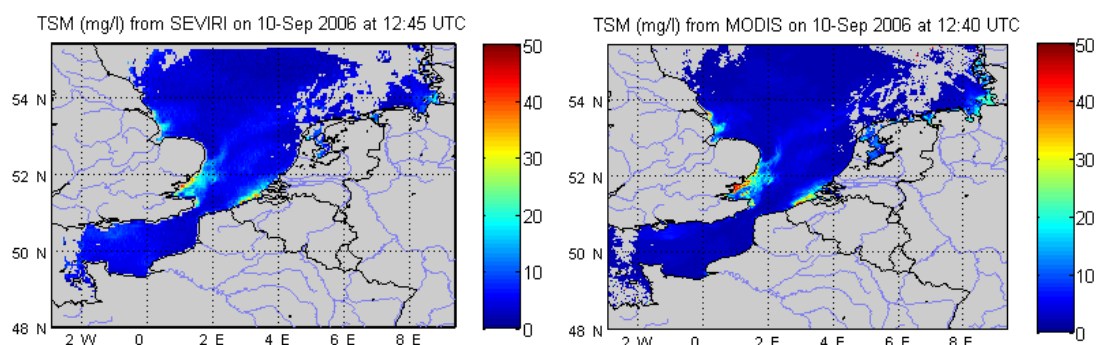 TSM (mg/l) from SEVIRI on 10-Sep 2006 at 12:45 UTC
54 N
52 N
50 N
48 N
2 W 0 2 E 4 E 6 E 8 E
50
40
30
20
10
0
TSM (mg/l) from MODIS on 10-Sep 2006 at 12:40 UTC
54 N
52 N
50 N
48 N
2 W 0 2 E 4 E 6 E 8 E
50
40
30
20
10
0